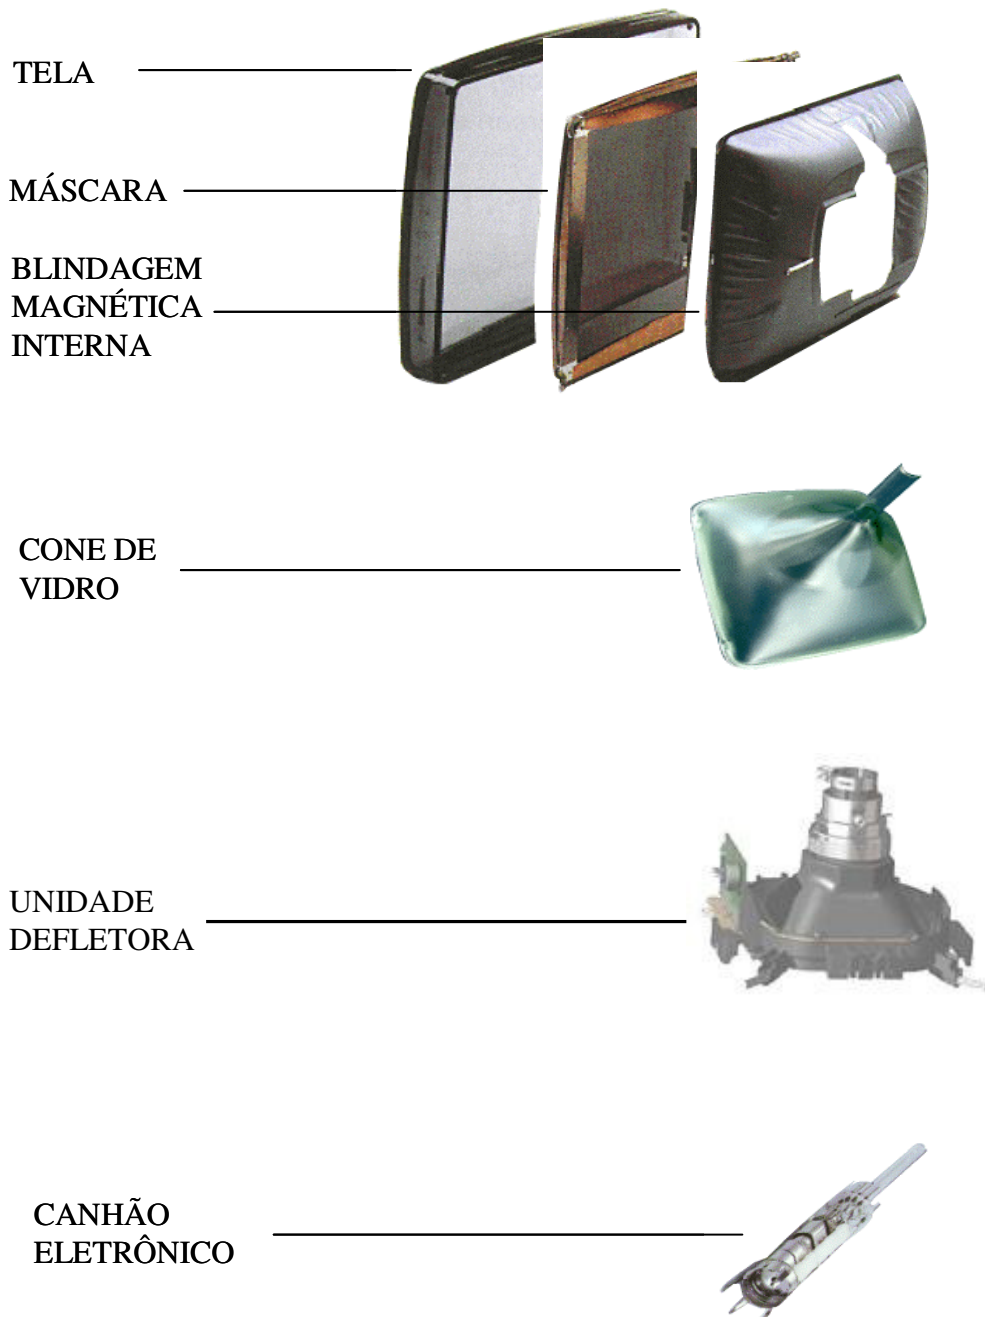 TELA
MÁSCARA
BLINDAGEM
MAGNÉTICA
INTERNA
CONE DE
VIDRO
UNIDADE
DEFLETORA
CANHÃO
ELETRÔNICO